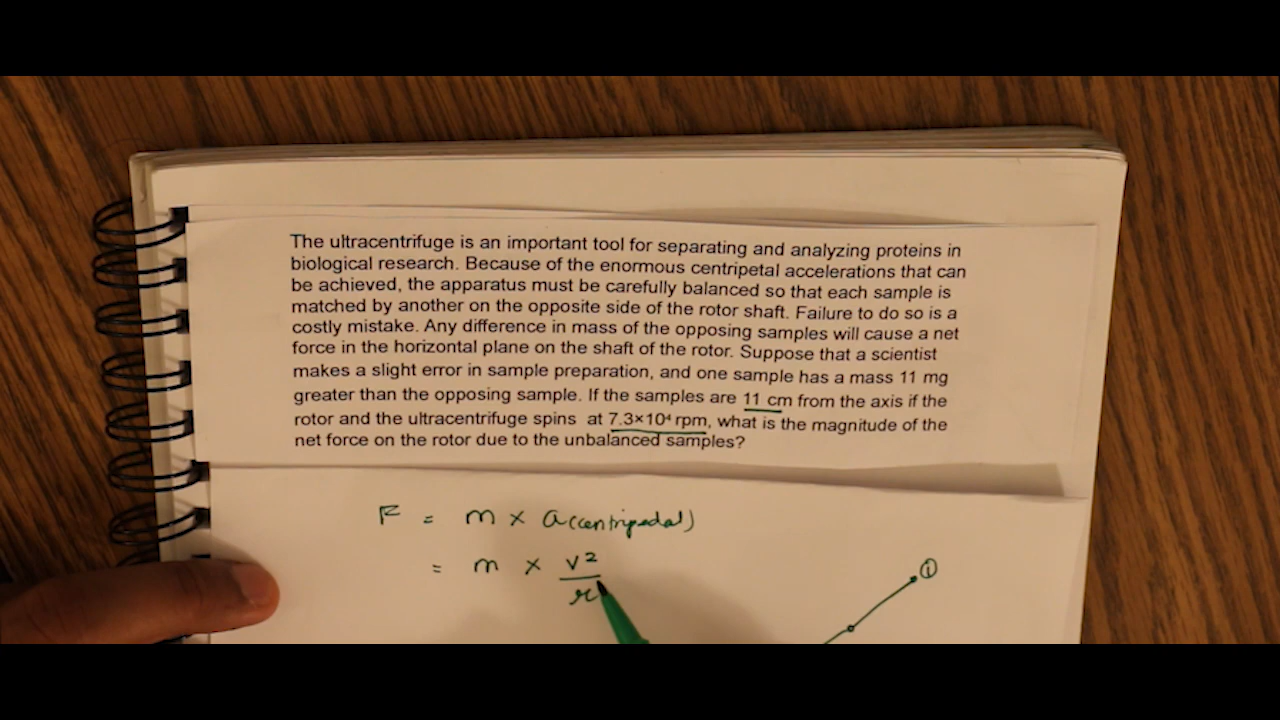 The ultracentrifuge is an important tool for separating and analyzing proteins in
biological research. Because of the enormous centripetal accelerations that can
be achieved, the apparatus must be carefully balanced so that each sample is
matched by another on the opposite side of the rotor shaft. Failure to do so is a
costly mistake. Any difference in mass of the opposing samples will cause a net
force in the horizontal plane on the shaft of the rotor. Suppose that a scientist
makes a slight error in sample preparation, and one sample has a mass 11 mg
greater than the opposing sample. If the samples are 11 cm from the axis if the
rotor and the ultracentrifuge spins at 7.3×10⁴ rpm, what is the magnitude of the
net force on the rotor due to the unbalanced samples?
F = m × a(centripedal)
= m × v²/r
①